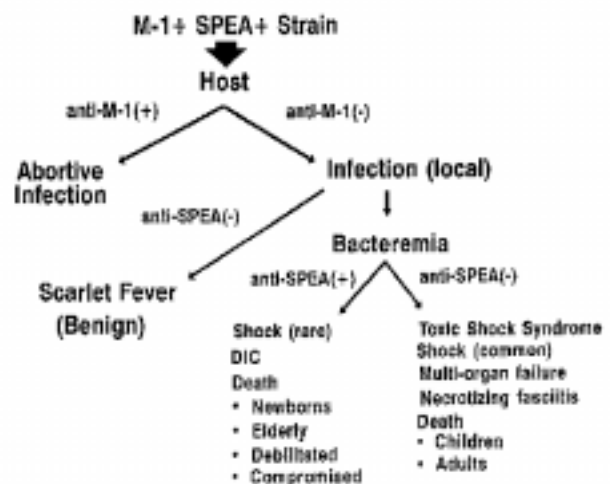 M-1+ SPEA+ Strain
Host
anti-M-1(+)
anti-M-1(-)
Abortive
Infection
Infection (local)
anti-SPEA(-)
Bacteremia
anti-SPEA(+)
anti-SPEA(-)
Scarlet Fever
(Benign)
Shock (rare)
DIC
Death
• Newborns
• Elderly
• Debilitated
• Compromised
Toxic Shock Syndrome
Shock (common)
Multi-organ failure
Necrotizing fasciitis
Death
• Children
• Adults